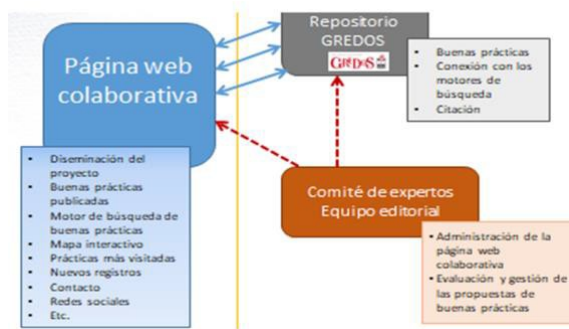 Página web
colaborativa
• Diseminación del
proyecto
• Buenas prácticas
publicadas
• Motor de búsqueda de
buenas prácticas
• Mapa interactivo
• Prácticas más visitadas
• Nuevos registros
• Contacto
• Redes sociales
• Etc.
Repositorio
GREDOS
GREDOS
• Buenas prácticas
• Conexión con los
motores de
búsqueda
• Citación
Comité de expertos
Equipo editorial
• Administración de la
página web
colaborativa
• Evaluación y gestión de
las propuestas de
buenas prácticas